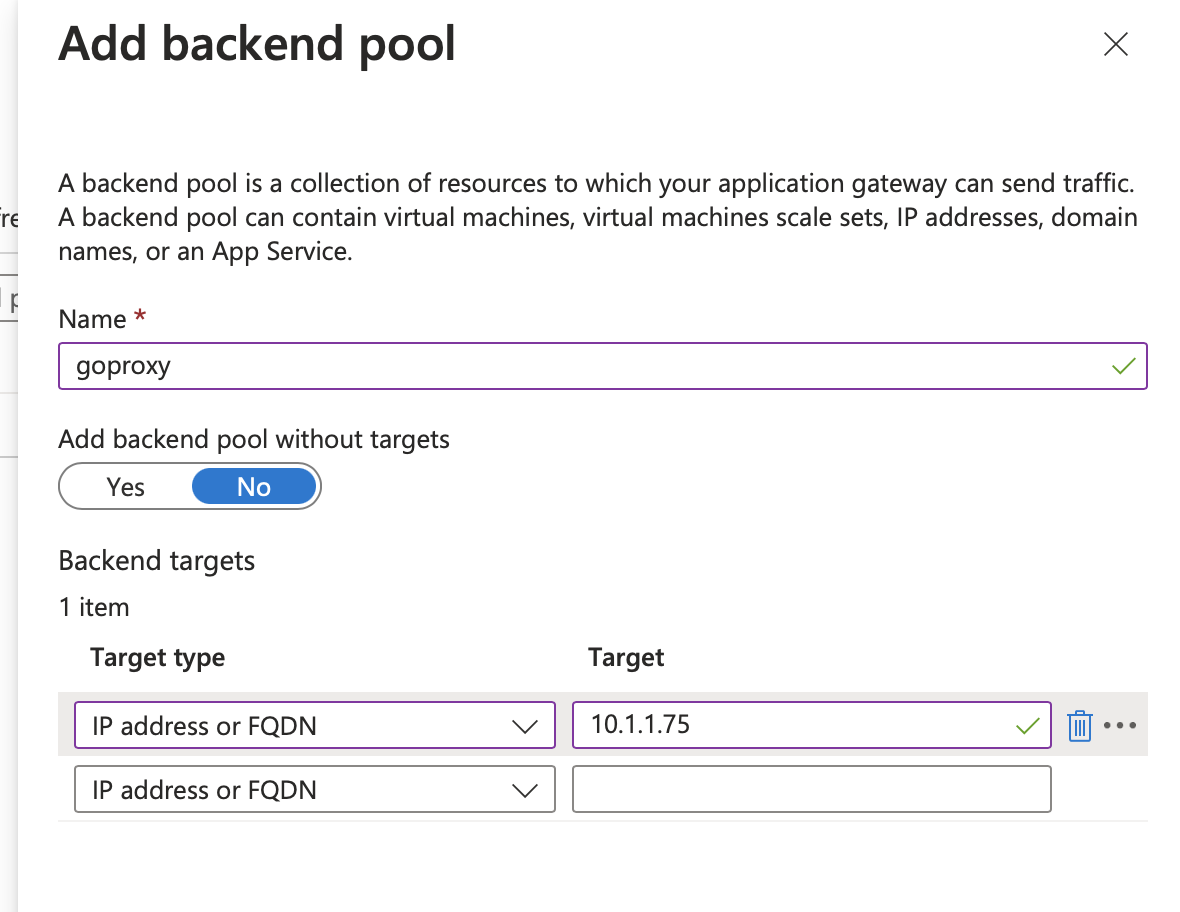 Add backend pool
A backend pool is a collection of resources to which your application gateway can send traffic.
A backend pool can contain virtual machines, virtual machines scale sets, IP addresses, domain
names, or an App Service.
Name *
goproxy
Add backend pool without targets
Yes No
Backend targets
1 item
Target type Target
IP address or FQDN 10.1.1.75
IP address or FQDN